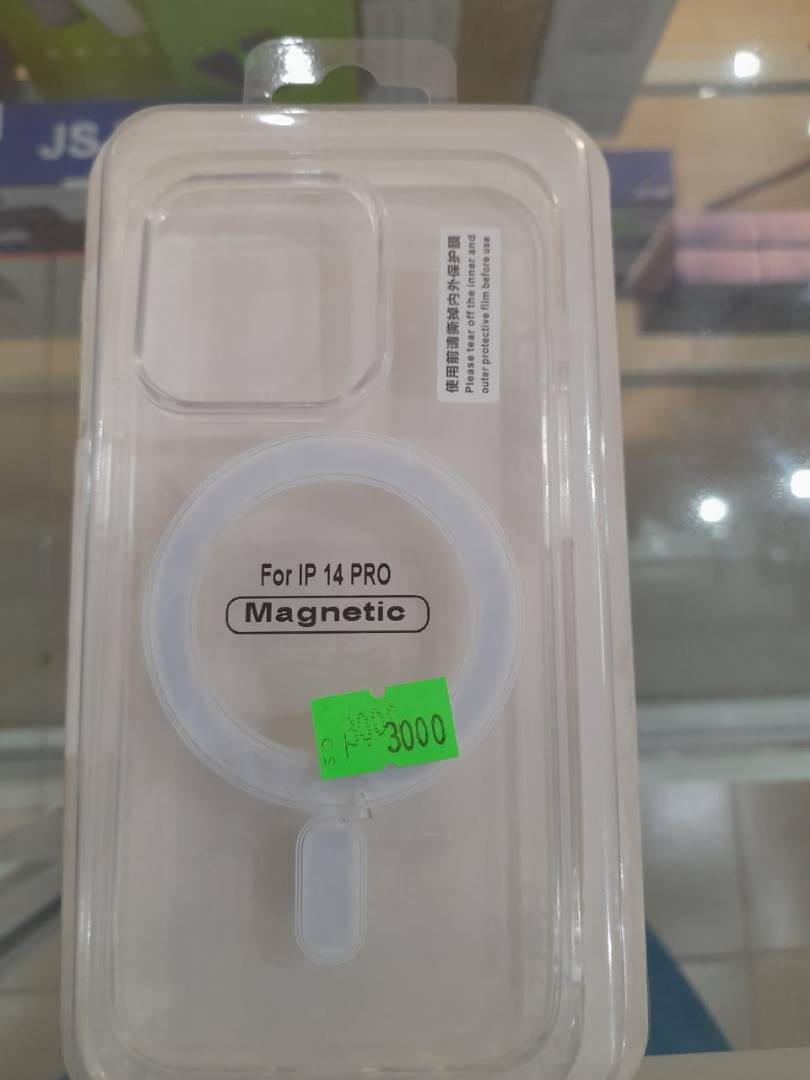 JS
使用前请撕掉内外保护膜
Please tear off the inner and
outer protective film before use
For IP 14 PRO
Magnetic
3000
3000